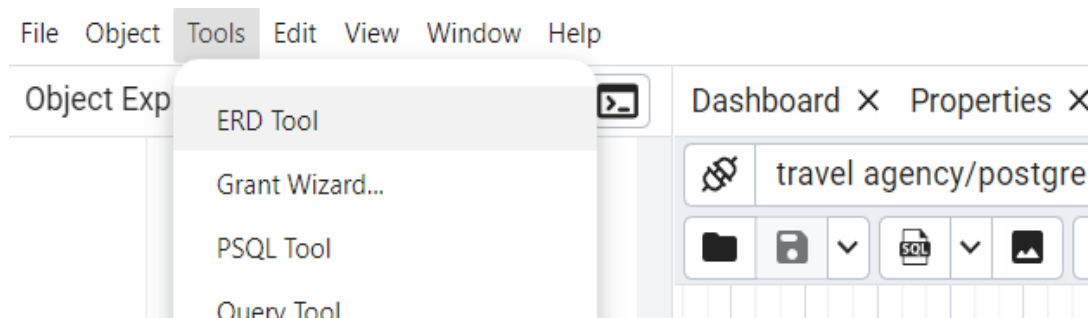 File Object Tools Edit View Window Help
Object Exp
Dashboard Properties
ERD Tool
travel agency/postgre
Grant Wizard...
SQL
PSQL Tool
Query Tool